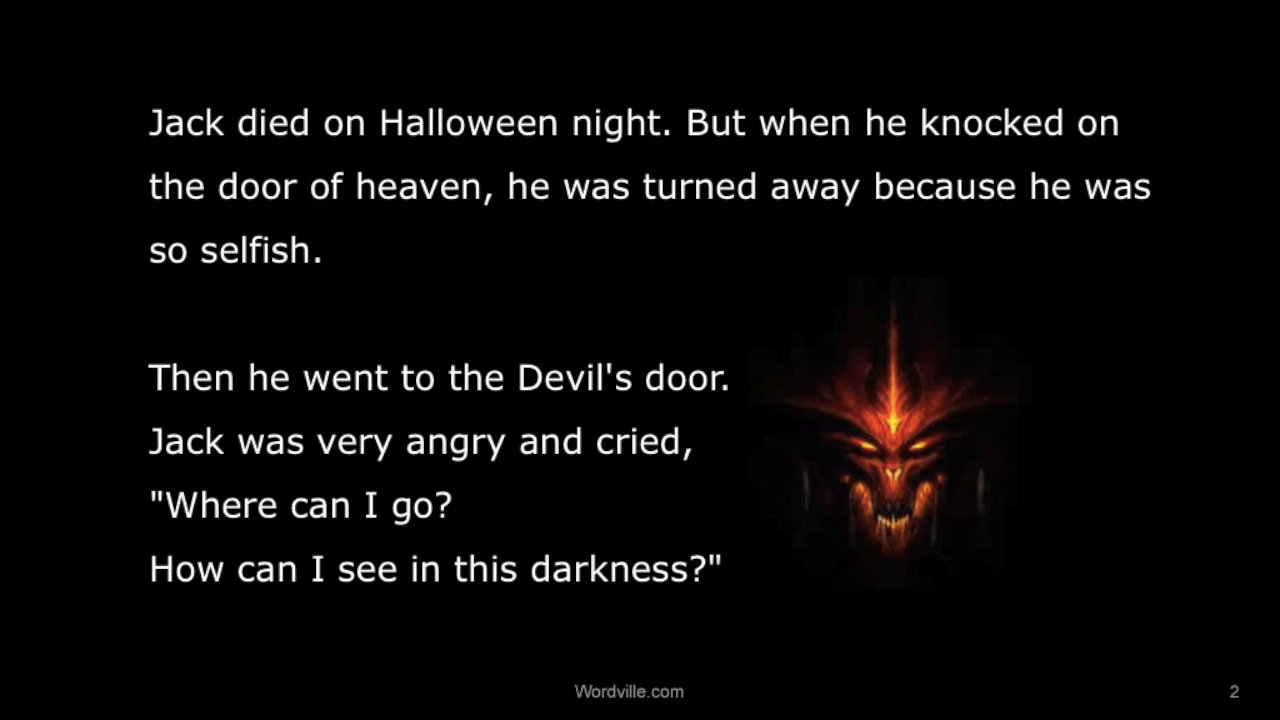 Jack died on Halloween night. But when he knocked on
the door of heaven, he was turned away because he was
so selfish.
Then he went to the Devil's door.
Jack was very angry and cried,
"Where can I go?
How can I see in this darkness?"
Wordville.com
2